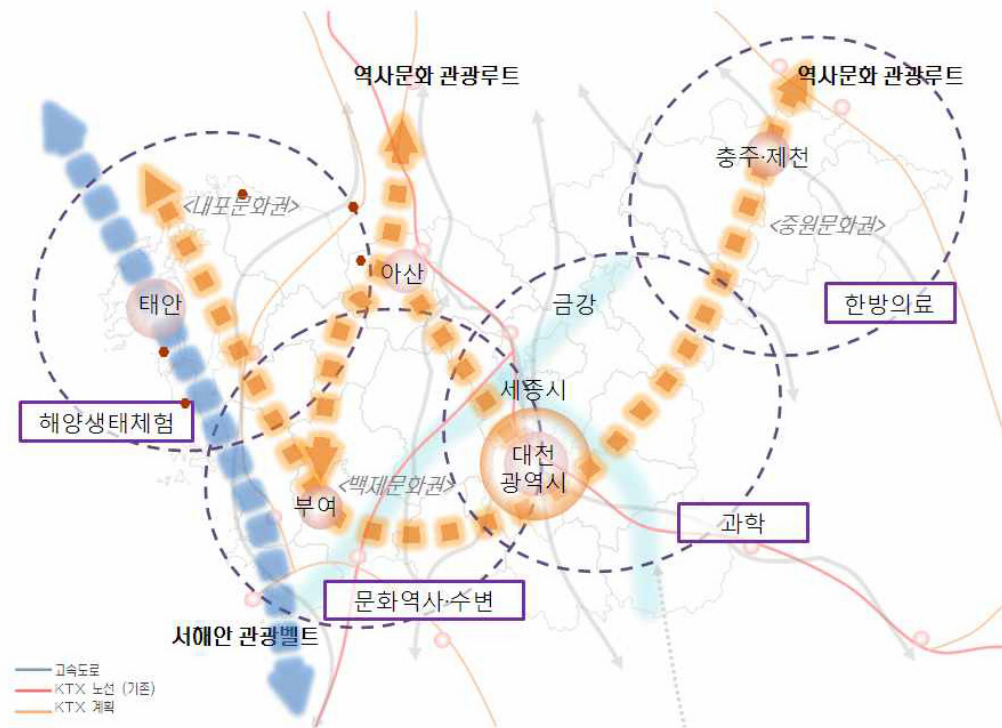 역사문화 관광루트
역사문화 관광루트
충주·제천
<내포문화권>
<중원문화권>
아산
태안
금강
한방의료
세종시
해양생태체험
대전
광역시
<백제문화권>
부여
과학
문화역사·수변
서해안 관광벨트
고속도로
KTX 노선 (기존)
KTX 계획